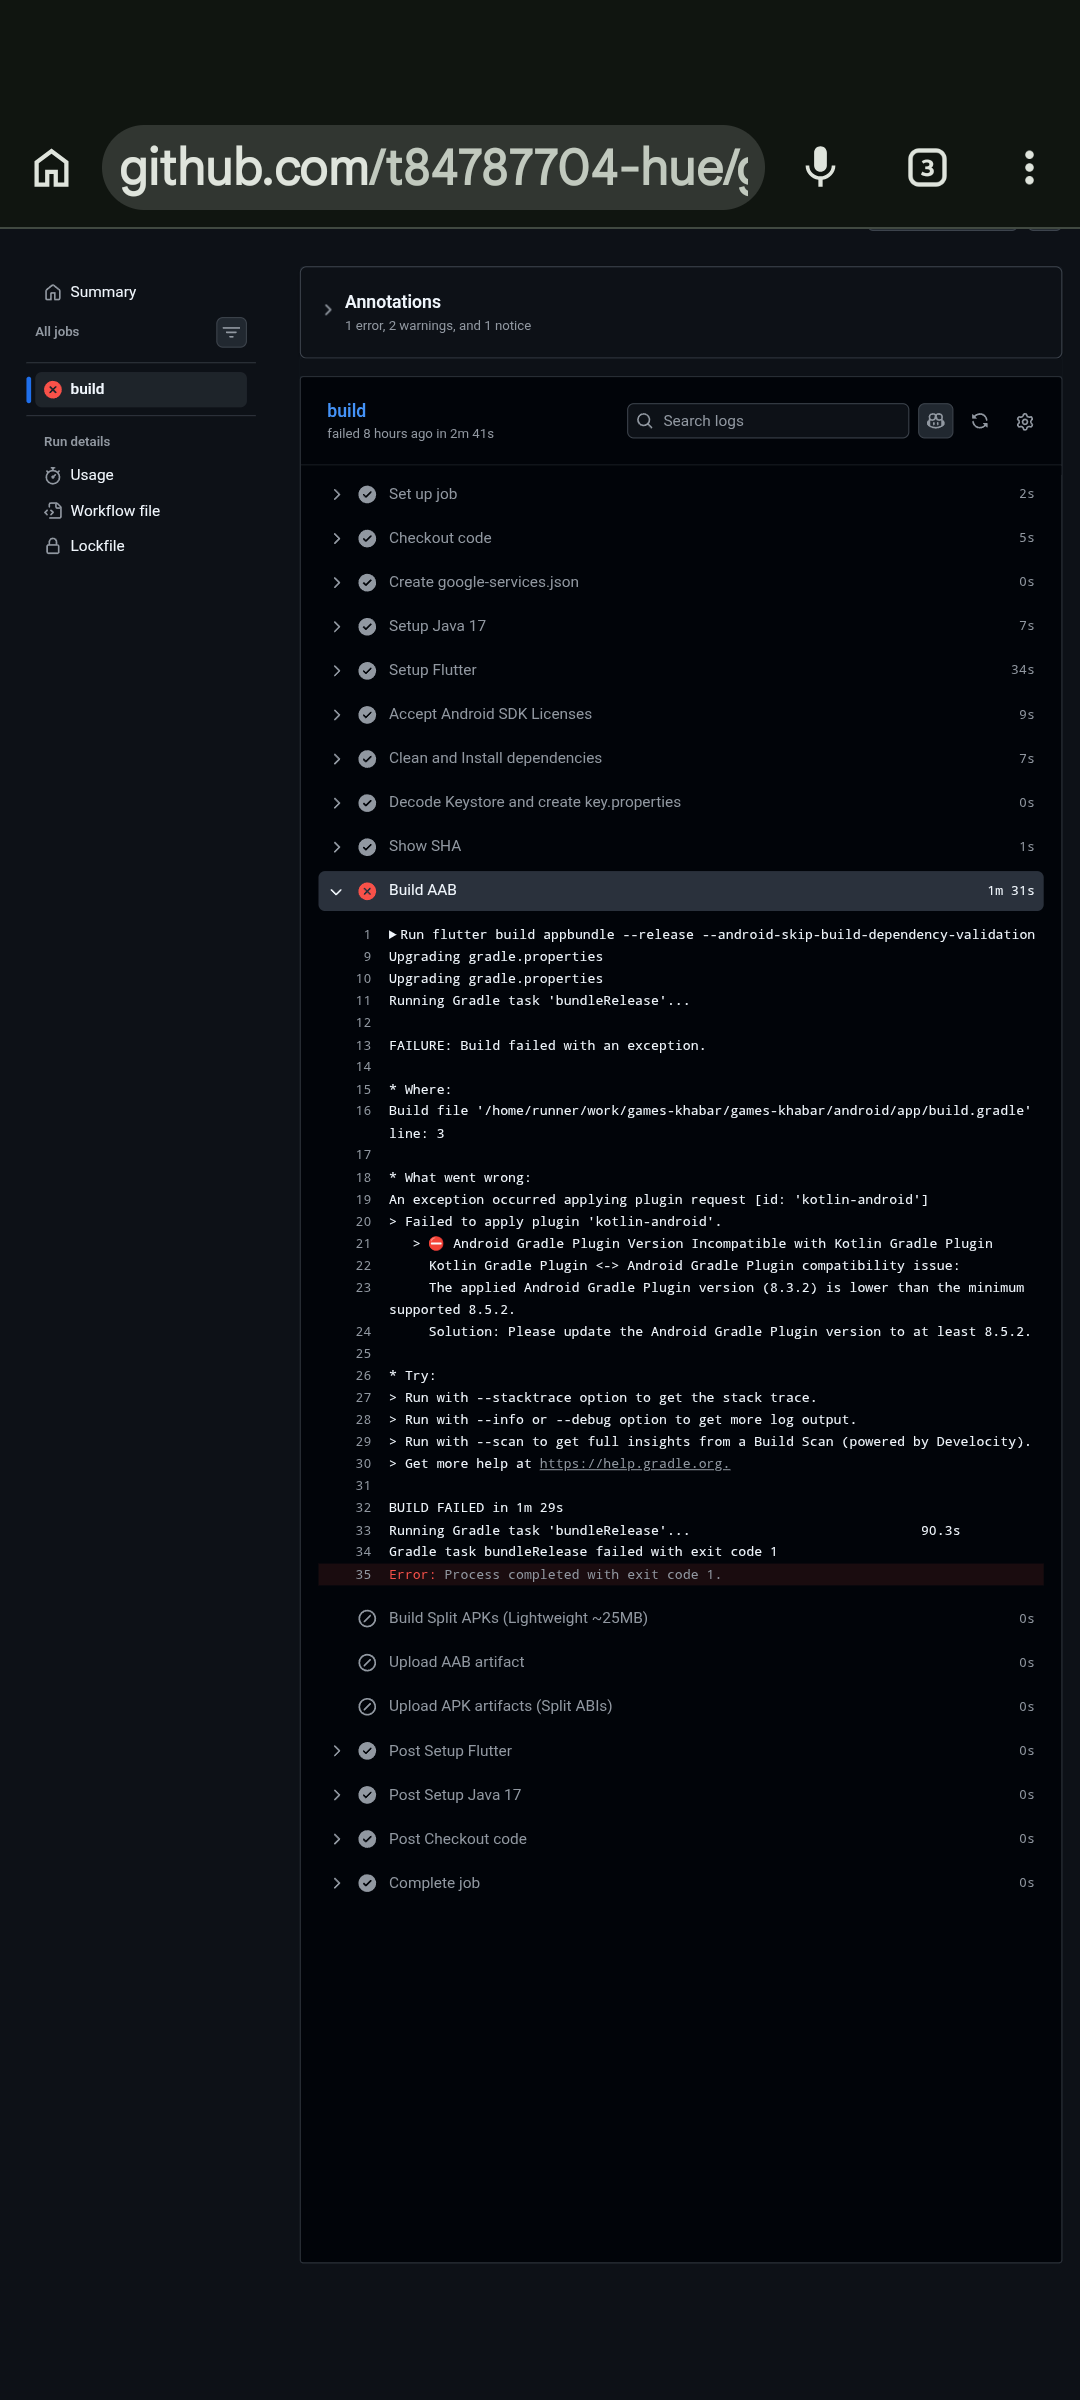 github.com/t84787704-hue/g
3
Summary
All jobs
build
Run details
Usage
Workflow file
Lockfile
Annotations
1 error, 2 warnings, and 1 notice
build
failed 8 hours ago in 2m 41s
Search logs
Set up job 2s
Checkout code 5s
Create google-services.json 0s
Setup Java 17 7s
Setup Flutter 34s
Accept Android SDK Licenses 9s
Clean and Install dependencies 7s
Decode Keystore and create key.properties 0s
Show SHA 1s
Build AAB 1m 31s
1 ▶Run flutter build appbundle --release --android-skip-build-dependency-validation
9 Upgrading gradle.properties
10 Upgrading gradle.properties
11 Running Gradle task 'bundleRelease'...
12
13 FAILURE: Build failed with an exception.
14
15 * Where:
16 Build file '/home/runner/work/games-khabar/games-khabar/android/app/build.gradle'
line: 3
17
18 * What went wrong:
19 An exception occurred applying plugin request [id: 'kotlin-android']
20 > Failed to apply plugin 'kotlin-android'.
21 > ⛔ Android Gradle Plugin Version Incompatible with Kotlin Gradle Plugin
22 Kotlin Gradle Plugin <-> Android Gradle Plugin compatibility issue:
23 The applied Android Gradle Plugin version (8.3.2) is lower than the minimum
supported 8.5.2.
24 Solution: Please update the Android Gradle Plugin version to at least 8.5.2.
25
26 * Try:
27 > Run with --stacktrace option to get the stack trace.
28 > Run with --info or --debug option to get more log output.
29 > Run with --scan to get full insights from a Build Scan (powered by Develocity).
30 > Get more help at https://help.gradle.org.
31
32 BUILD FAILED in 1m 29s
33 Running Gradle task 'bundleRelease'... 90.3s
34 Gradle task bundleRelease failed with exit code 1
35 Error: Process completed with exit code 1.
Build Split APKs (Lightweight ~25MB) 0s
Upload AAB artifact 0s
Upload APK artifacts (Split ABIs) 0s
Post Setup Flutter 0s
Post Setup Java 17 0s
Post Checkout code 0s
Complete job 0s